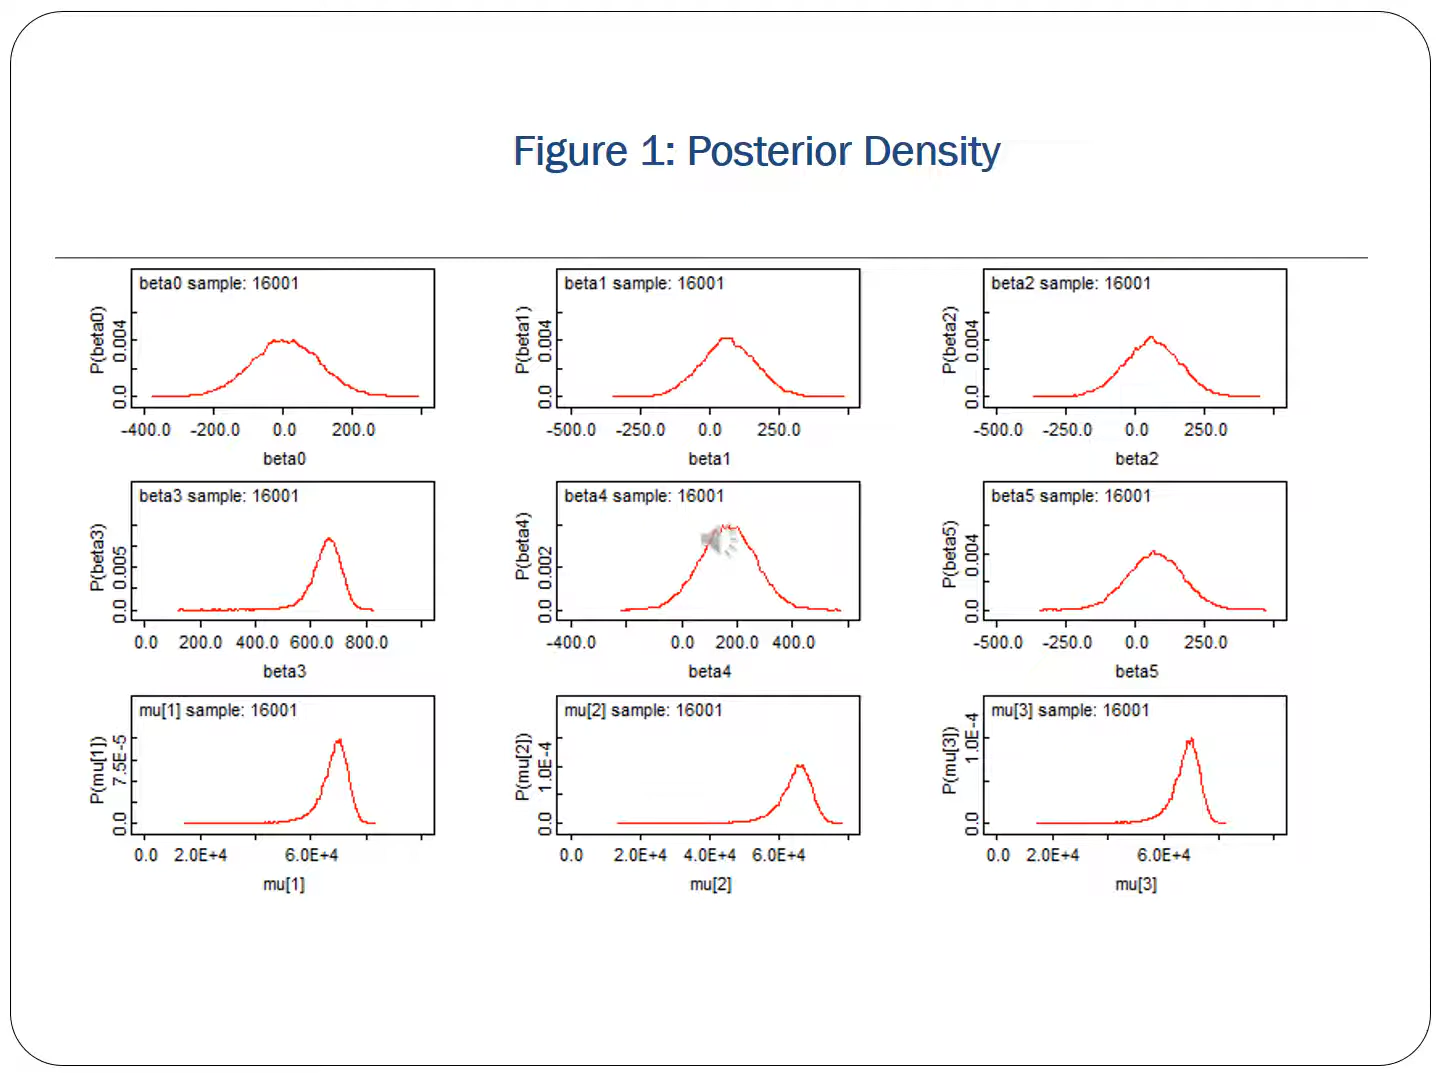 Figure 1: Posterior Density
beta0 sample: 16001
P(beta0)
0.0 0.004
-400.0 -200.0 0.0 200.0
beta0
beta1 sample: 16001
P(beta1)
0.0 0.004
-500.0 -250.0 0.0 250.0
beta1
beta2 sample: 16001
P(beta2)
0.0 0.004
-500.0 -250.0 0.0 250.0
beta2
beta3 sample: 16001
P(beta3)
0.0 0.005
0.0 200.0 400.0 600.0 800.0
beta3
beta4 sample: 16001
P(beta4)
0.0 0.002
-400.0 0.0 200.0 400.0
beta4
beta5 sample: 16001
P(beta5)
0.0 0.004
-500.0 -250.0 0.0 250.0
beta5
mu[1] sample: 16001
P(mu[1])
0.0 7.5E-5
0.0 2.0E+4 6.0E+4
mu[1]
mu[2] sample: 16001
P(mu[2])
0.0 1.0E-4
0.0 2.0E+4 4.0E+4 6.0E+4
mu[2]
mu[3] sample: 16001
P(mu[3])
0.0 1.0E-4
0.0 2.0E+4 6.0E+4
mu[3]